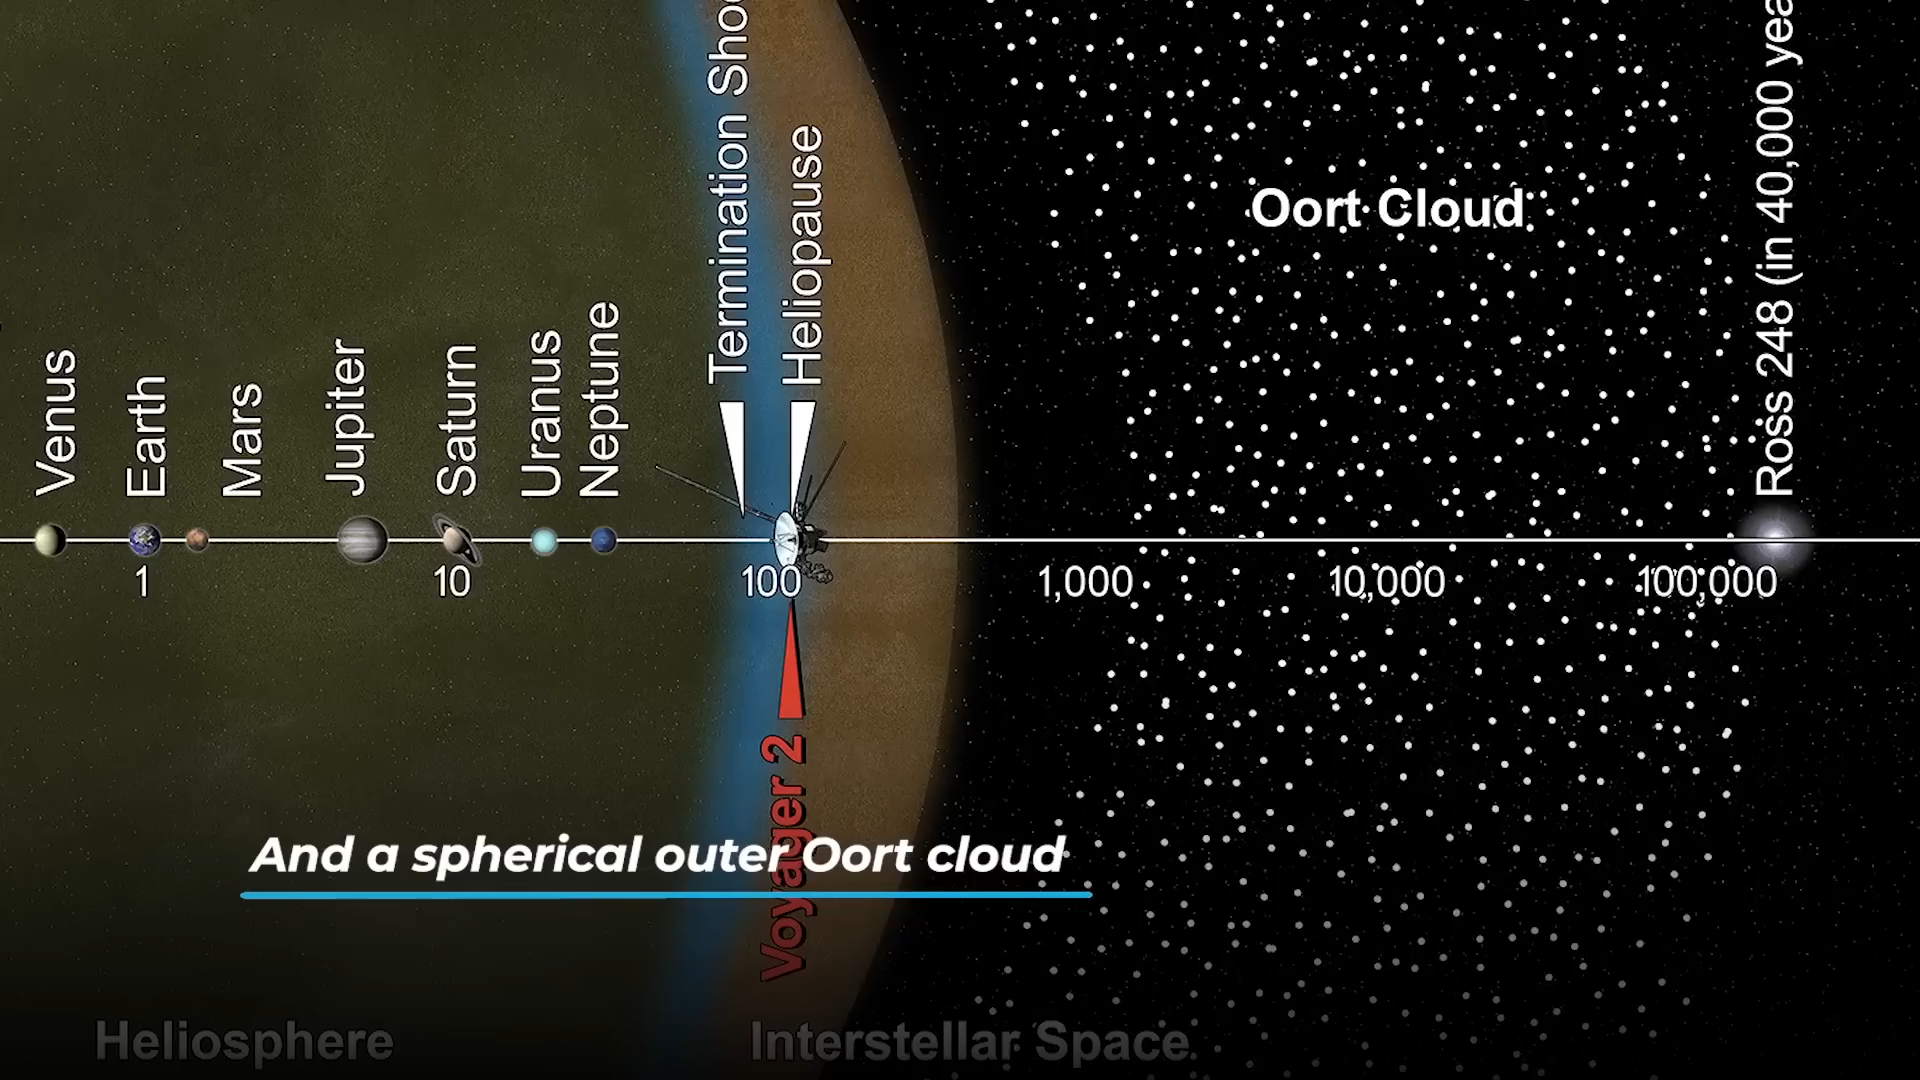 Venus
Earth
Mars
Jupiter
Saturn
Uranus
Neptune
Termination
Heliopause
Oort Cloud
Ross 248 (in 40,000
1
10
100
1,000
10,000
100,000
Voyager 2
And a spherical outer Oort cloud
Heliosphere
Interstellar Space